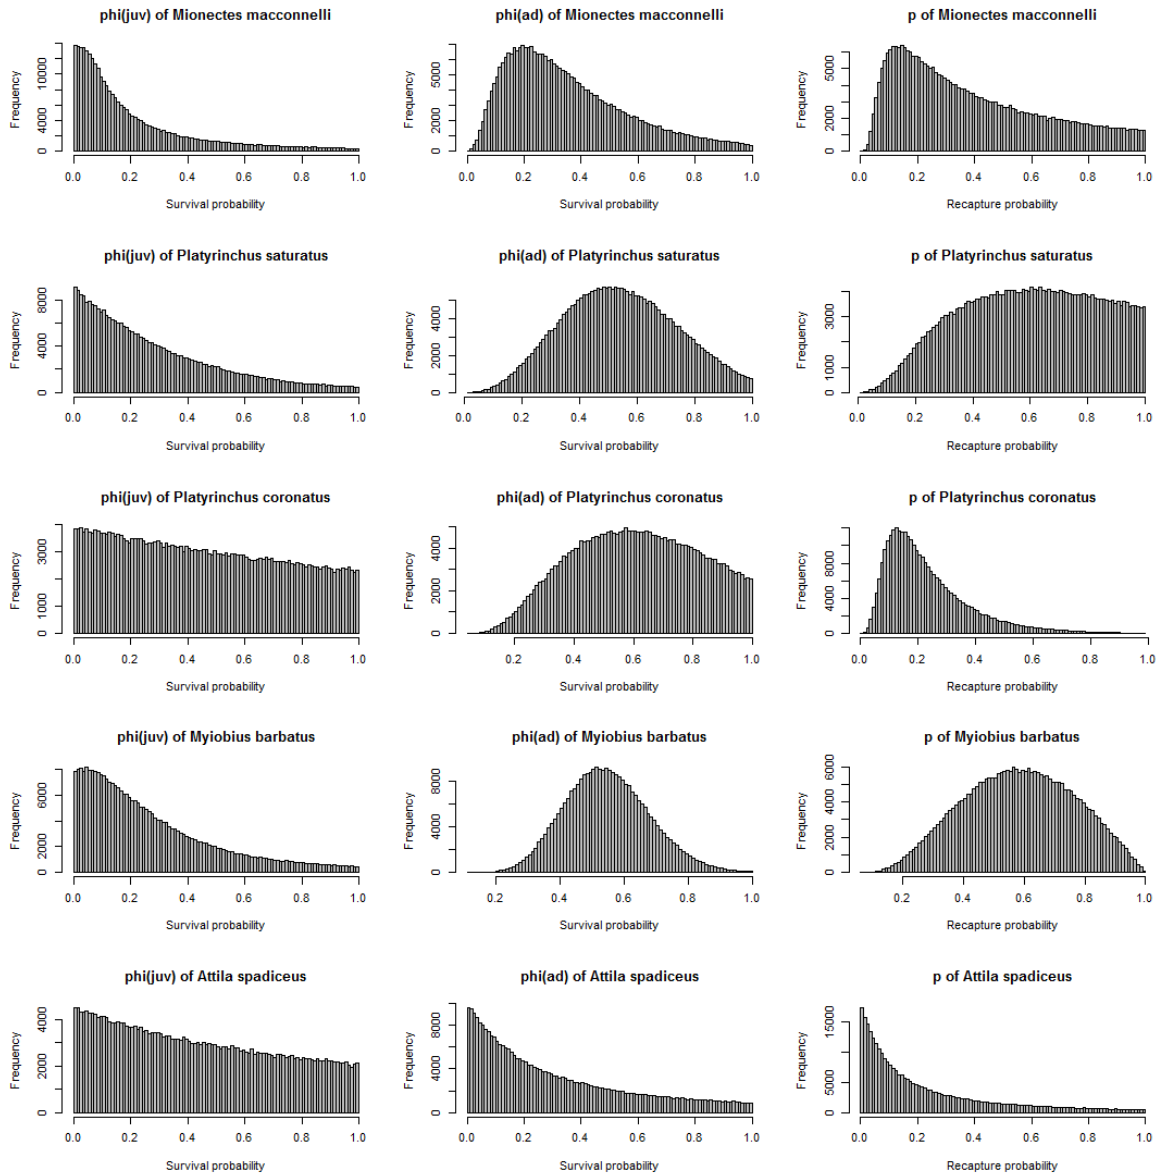 phi(juv) of Mionectes macconnelli
phi(ad) of Mionectes macconnelli
p of Mionectes macconnelli
Frequency
0 4000 10000
0.0 0.2 0.4 0.6 0.8 1.0
Survival probability
Frequency
0 2000 6000
0.0 0.2 0.4 0.6 0.8 1.0
Survival probability
Frequency
0 2000 5000
0.0 0.2 0.4 0.6 0.8 1.0
Recapture probability
phi(juv) of Platyrinchus saturatus
phi(ad) of Platyrinchus saturatus
p of Platyrinchus saturatus
Frequency
0 4000 8000
0.0 0.2 0.4 0.6 0.8 1.0
Survival probability
Frequency
0 2000 4000
0.0 0.2 0.4 0.6 0.8 1.0
Survival probability
Frequency
0 1000 3000
0.0 0.2 0.4 0.6 0.8 1.0
Recapture probability
phi(juv) of Platyrinchus coronatus
phi(ad) of Platyrinchus coronatus
p of Platyrinchus coronatus
Frequency
0 1000 3000
0.0 0.2 0.4 0.6 0.8 1.0
Survival probability
Frequency
0 2000 4000
0.2 0.4 0.6 0.8 1.0
Survival probability
Frequency
0 4000 8000
0.0 0.2 0.4 0.6 0.8 1.0
Recapture probability
phi(juv) of Myiobius barbatus
phi(ad) of Myiobius barbatus
p of Myiobius barbatus
Frequency
0 2000 6000
0.0 0.2 0.4 0.6 0.8 1.0
Survival probability
Frequency
0 4000 8000
0.2 0.4 0.6 0.8 1.0
Survival probability
Frequency
0 1000 2000 3000 4000 5000 6000
0.2 0.4 0.6 0.8 1.0
Recapture probability
phi(juv) of Attila spadiceus
phi(ad) of Attila spadiceus
p of Attila spadiceus
Frequency
0 2000 4000
0.0 0.2 0.4 0.6 0.8 1.0
Survival probability
Frequency
0 2000 4000 8000
0.0 0.2 0.4 0.6 0.8 1.0
Survival probability
Frequency
0 5000 15000
0.0 0.2 0.4 0.6 0.8 1.0
Recapture probability